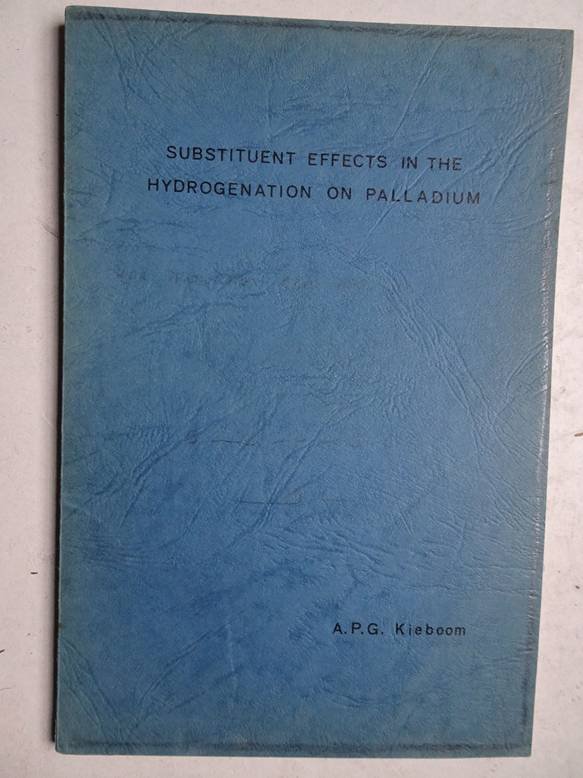 SUBSTITUENT EFFECTS IN THE
HYDROGENATION ON PALLADIUM
A.P.G. Kieboom